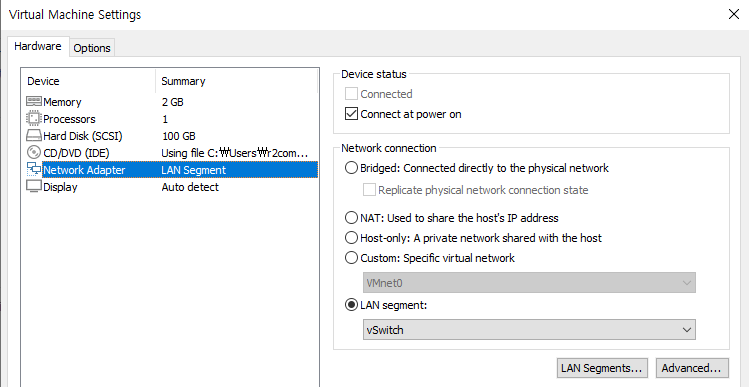 Virtual Machine Settings
Hardware
Options
Device Summary
Memory 2 GB
Processors 1
Hard Disk (SCSI) 100 GB
CD/DVD (IDE) Using file C:₩Users₩r2com...
Network Adapter LAN Segment
Display Auto detect
Device status
Connected
Connect at power on
Network connection
Bridged: Connected directly to the physical network
Replicate physical network connection state
NAT: Used to share the host's IP address
Host-only: A private network shared with the host
Custom: Specific virtual network
VMnet0
LAN segment:
vSwitch
LAN Segments... Advanced...